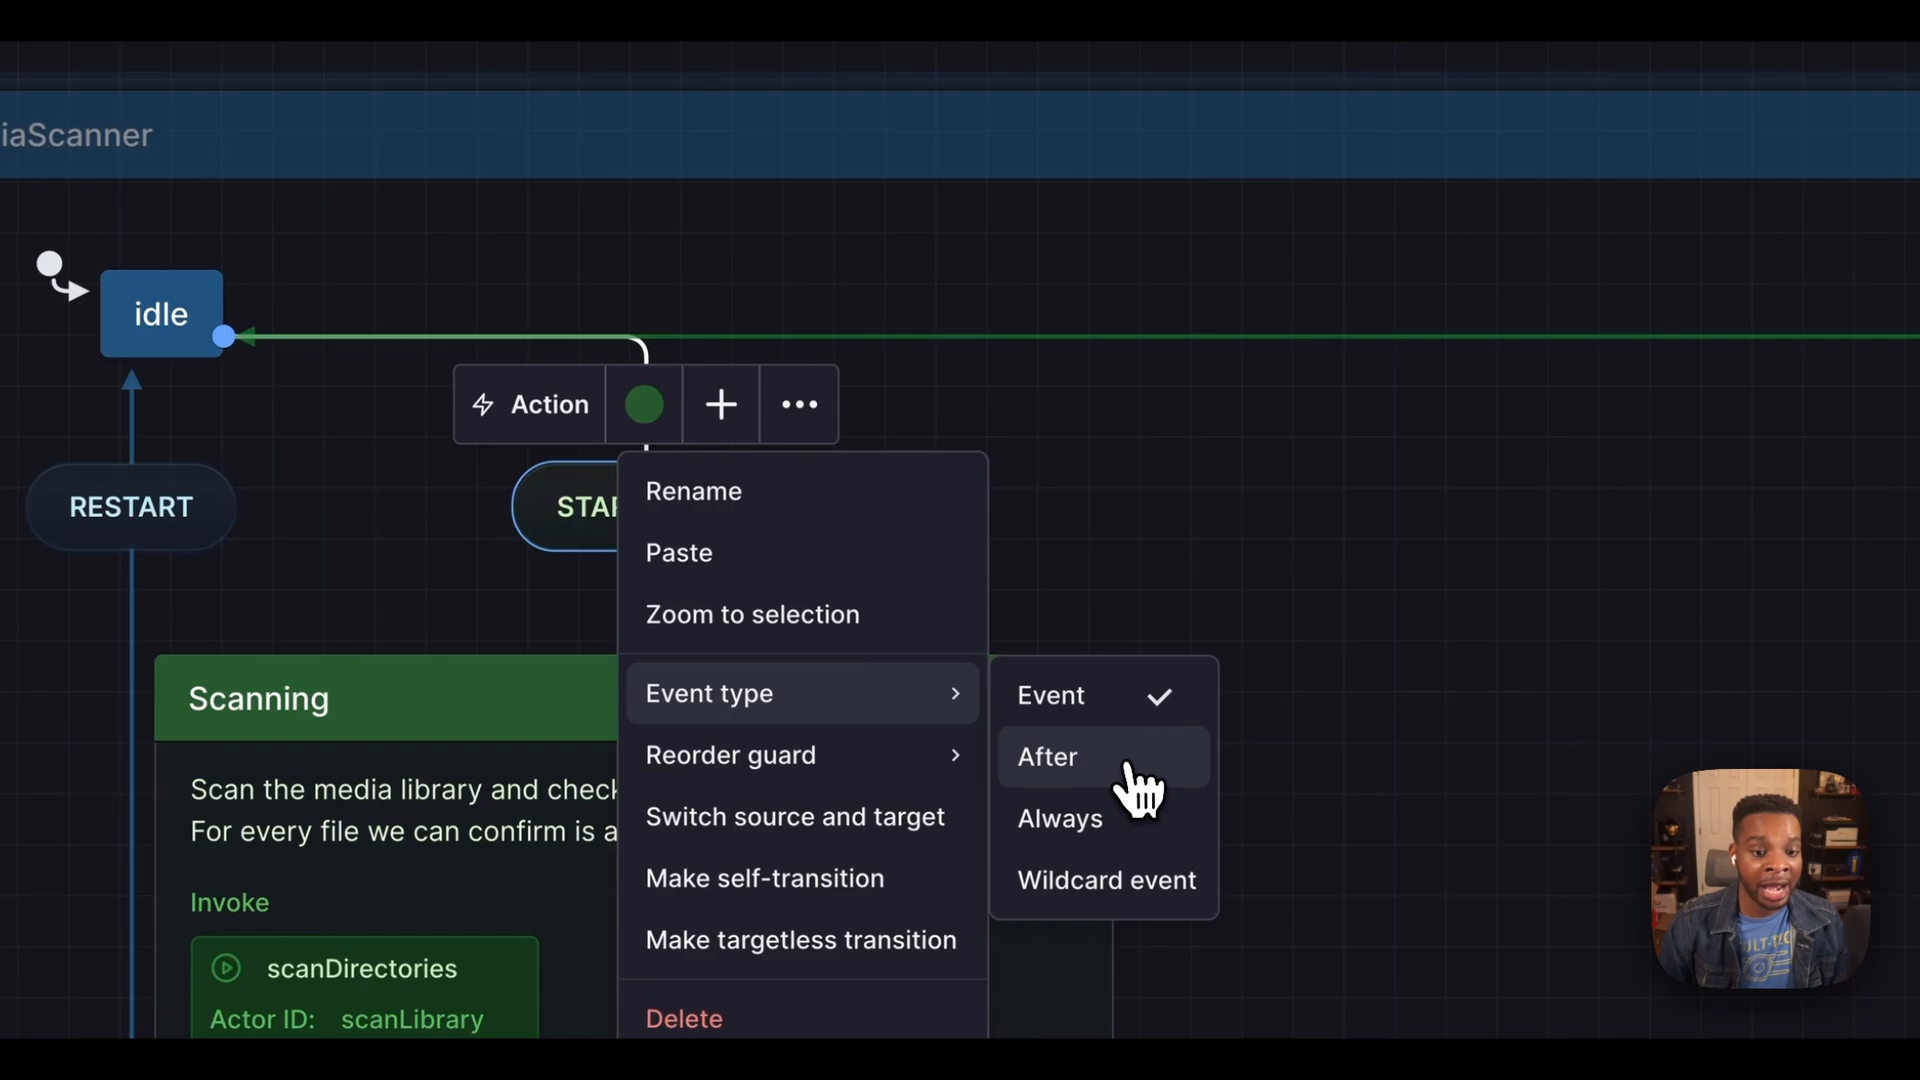 iaScanner
idle
Action
RESTART
STAR
Rename
Paste
Zoom to selection
Event type
Reorder guard
Switch source and target
Make self-transition
Make targetless transition
Delete
Event
After
Always
Wildcard event
Scanning
Scan the media library and check
For every file we can confirm is a
Invoke
scanDirectories
Actor ID: scanLibrary